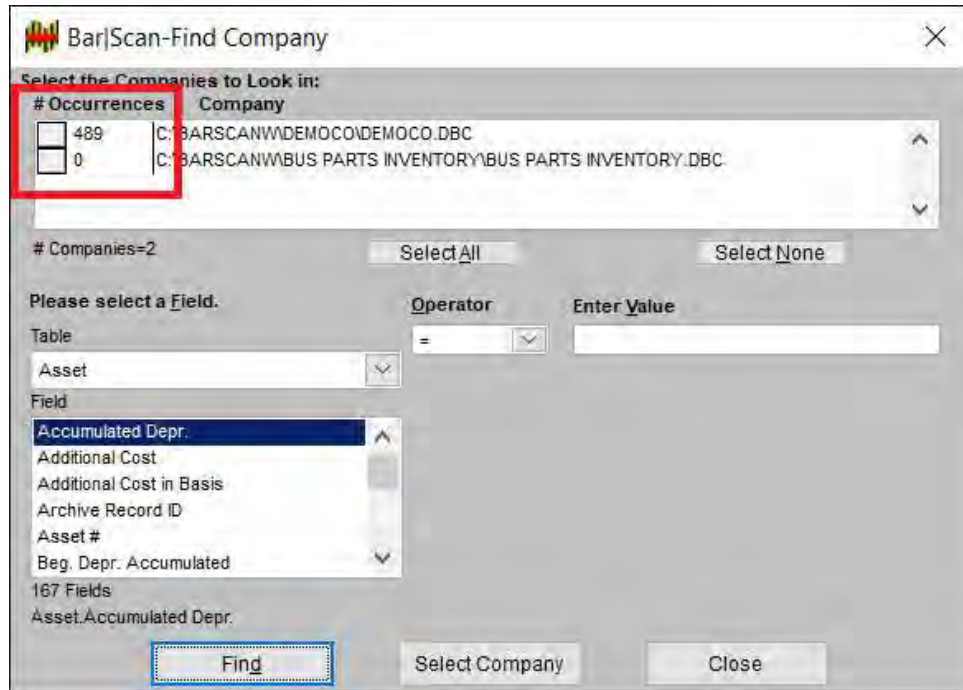 Bar|Scan-Find Company
Select the Companies to Look in:
# Occurrences Company
489 C:\BARSCANW\DEMOCO\DEMOCO.DBC
0 C:\BARSCANW\BUS PARTS INVENTORY\BUS PARTS INVENTORY.DBC
# Companies=2 Select All Select None
Please select a Field. Operator Enter Value
Table =
Asset
Field
Accumulated Depr.
Additional Cost
Additional Cost in Basis
Archive Record ID
Asset #
Beg. Depr. Accumulated
167 Fields
Asset.Accumulated Depr.
Find Select Company Close